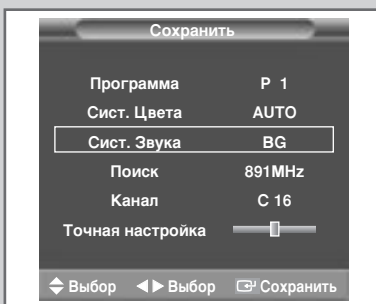 Сохранить
Программа P 1
Сист. Цвета AUTO
Сист. Звука BG
Поиск 891MHz
Канал C 16
Точная настройка
Выбор Выбор Сохранить